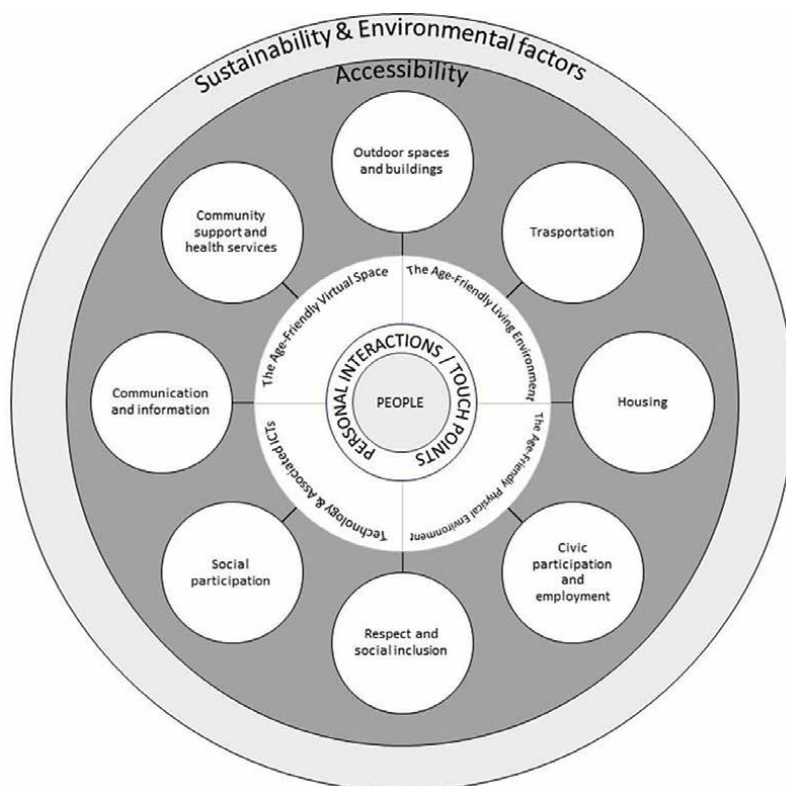 Sustainability & Environmental factors
Accessibility
Outdoor spaces
and buildings
Trasportation
Housing
Civic
participation
and
employment
Respect and
social inclusion
Social
participation
Communication
and information
Community
support and
health services
The Age-Friendly Virtual Space
The Age-Friendly Living Environment
The Age-Friendly Physical Environment
Technology & Associated ICTs
PERSONAL INTERACTIONS / TOUCH POINTS
PEOPLE